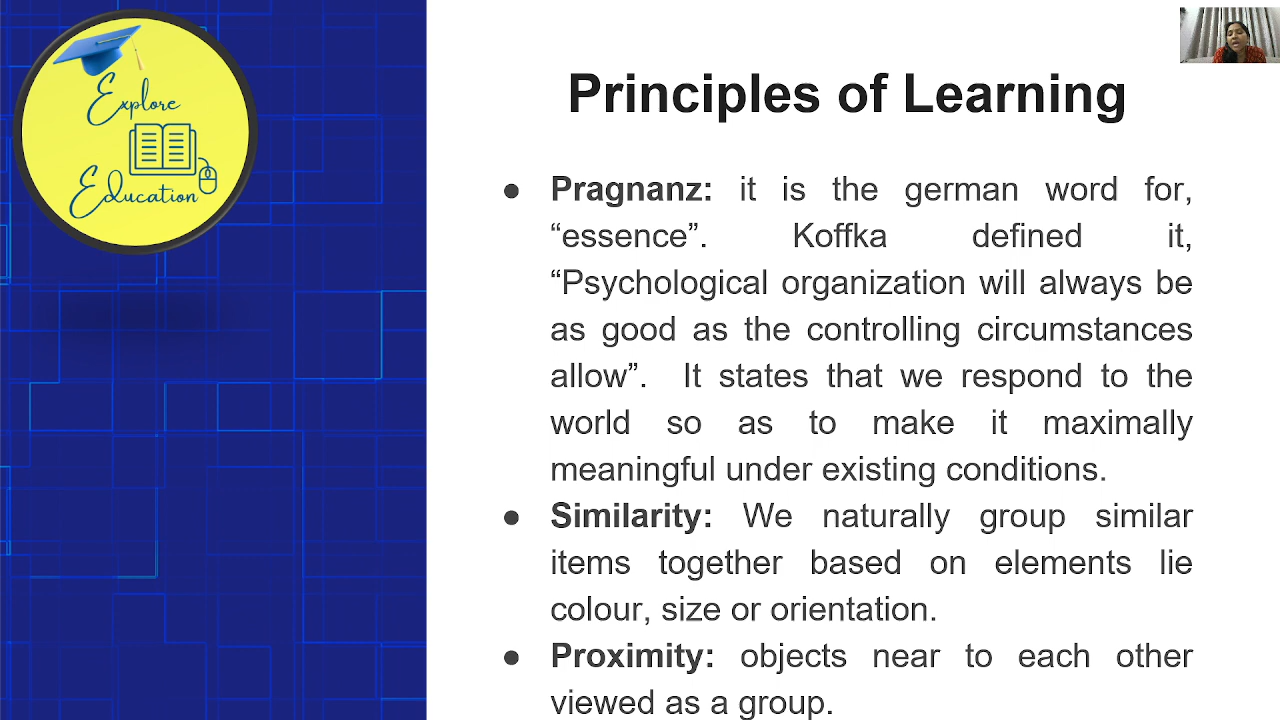 Explore
Education
Principles of Learning
● Pragnanz: it is the german word for,
“essence”. Koffka defined it,
“Psychological organization will always be
as good as the controlling circumstances
allow”. It states that we respond to the
world so as to make it maximally
meaningful under existing conditions.
● Similarity: We naturally group similar
items together based on elements lie
colour, size or orientation.
● Proximity: objects near to each other
viewed as a group.